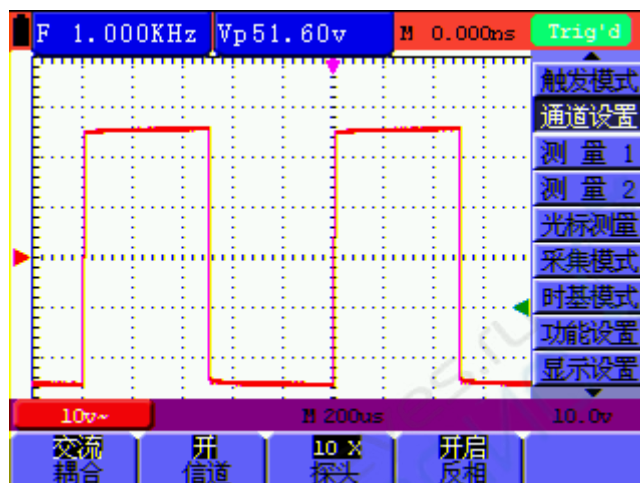 F 1.000KHz Vp51.60v M 0.000ns Trig'd
触发模式
通道设置
测 量 1
测 量 2
光标测量
采集模式
时基模式
功能设置
显示设置
10v~ M 200us 10.0v
交流 开 10 X 开启
耦合 信道 探头 反相